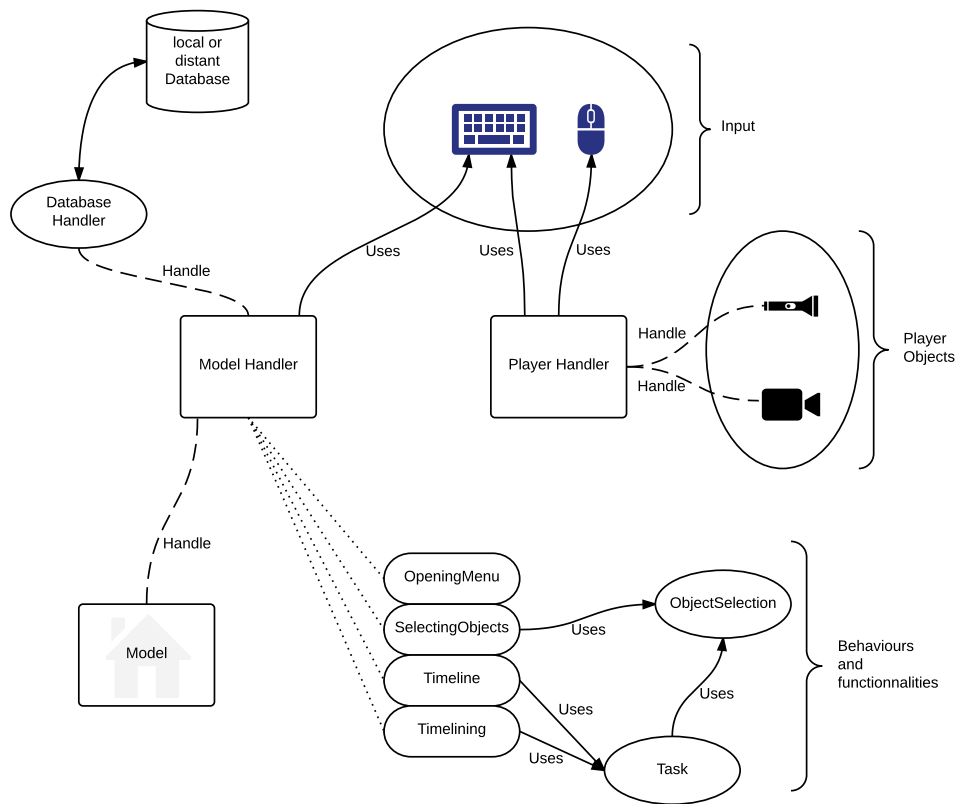 local or
distant
Database
Input
Database
Handler
Uses
Uses
Uses
Handle
Handle
Player
Objects
Model Handler
Player Handler
Handle
Handle
OpeningMenu
ObjectSelection
SelectingObjects
Uses
Behaviours
and
functionnalities
Model
Timeline
Uses
Uses
Timelining
Uses
Task